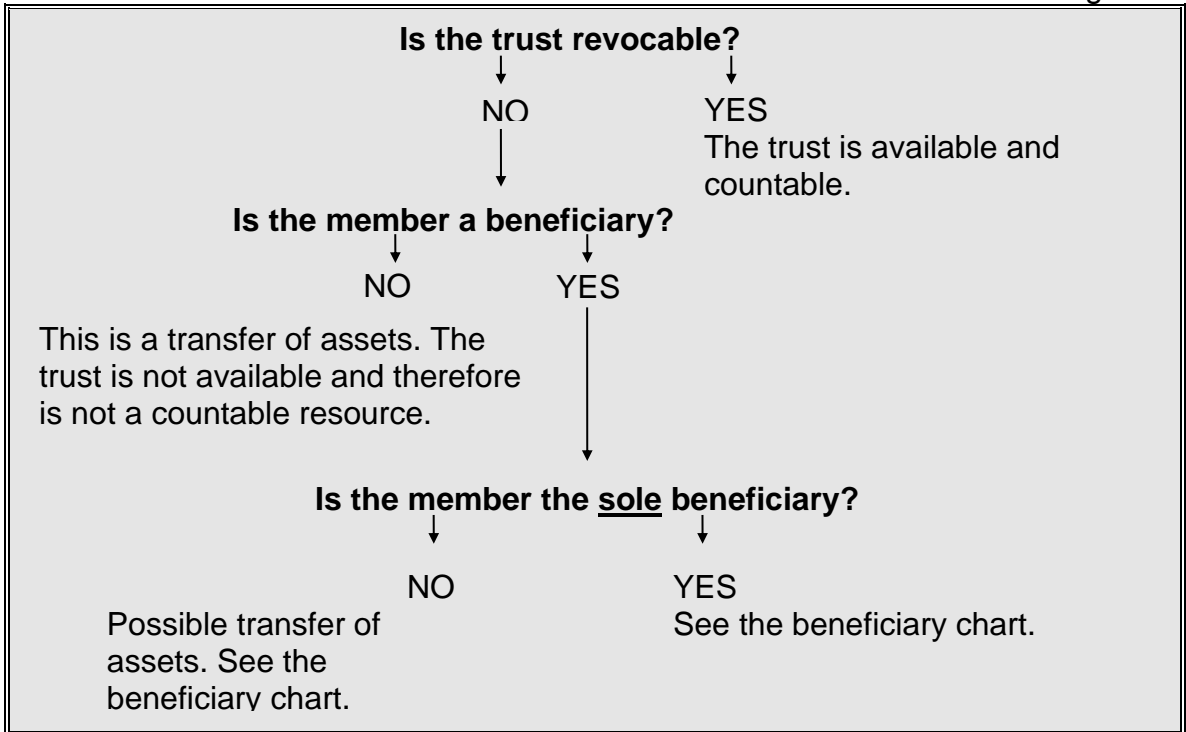 Is the trust revocable?
NO
YES
The trust is available and
countable.
Is the member a beneficiary?
NO
YES
This is a transfer of assets. The
trust is not available and therefore
is not a countable resource.
Is the member the sole beneficiary?
NO
Possible transfer of
assets. See the
beneficiary chart.
YES
See the beneficiary chart.